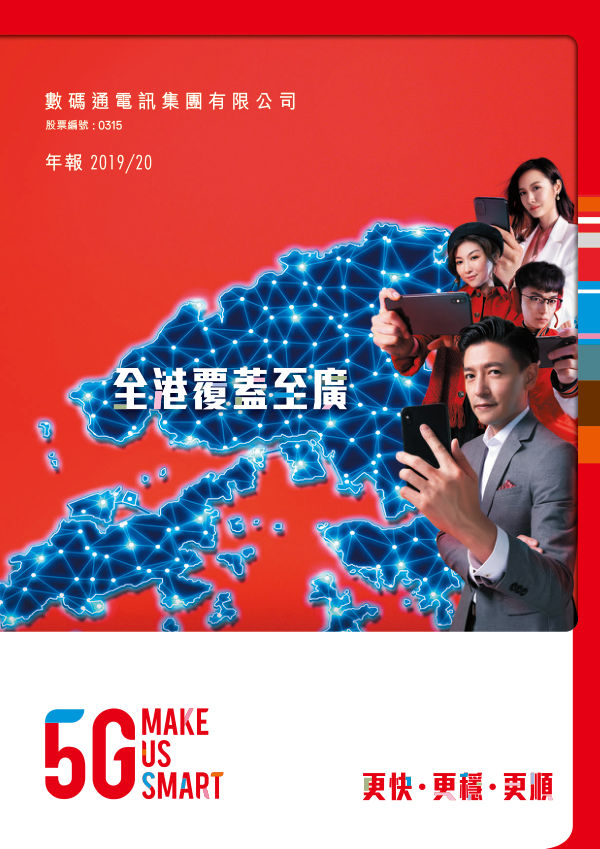 數碼通電訊集團有限公司
股票編號 : 0315
年報 2019/20
全港覆蓋至廣
5G MAKE
US
SMART
更快・更穩・更順